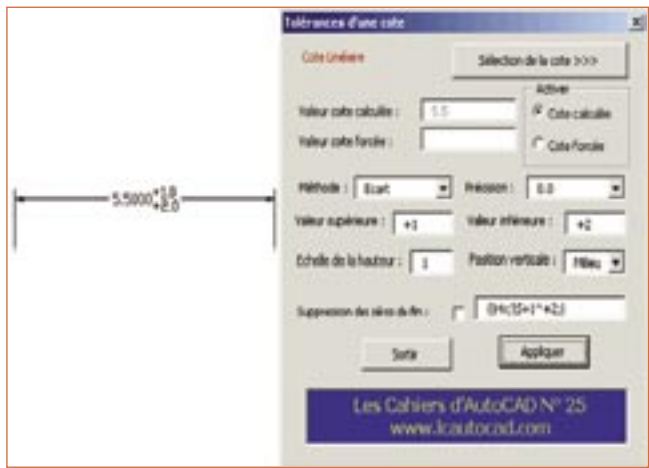 Tolérances d'une cote
Cote Linéaire
Sélection de la cote >>>
Activer
Valeur cote calculée :
5.5
Cote calculée
Valeur cote forcée :
Cote forcée
5.5000
+1.0
+2.0
Méthode :
Ecart
Précision :
0.0
Valeur supérieure :
+1
Valeur inférieure :
+2
Echelle de la hauteur :
1
Position verticale :
Milieu
Suppression des zéros de fin :
Sortie
Appliquer
Les Cahiers d'AutoCAD N° 25
www.lcautocad.com